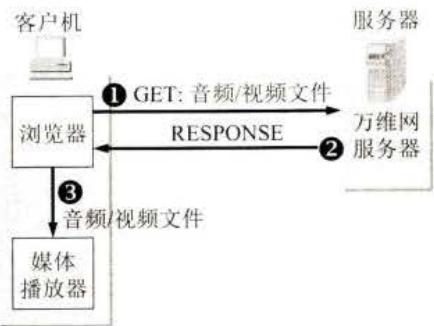 客户机
服务器
❶ GET: 音频/视频文件
浏览器
RESPONSE
❷
万维网
服务器
❸
音频/视频文件
媒体
播放器